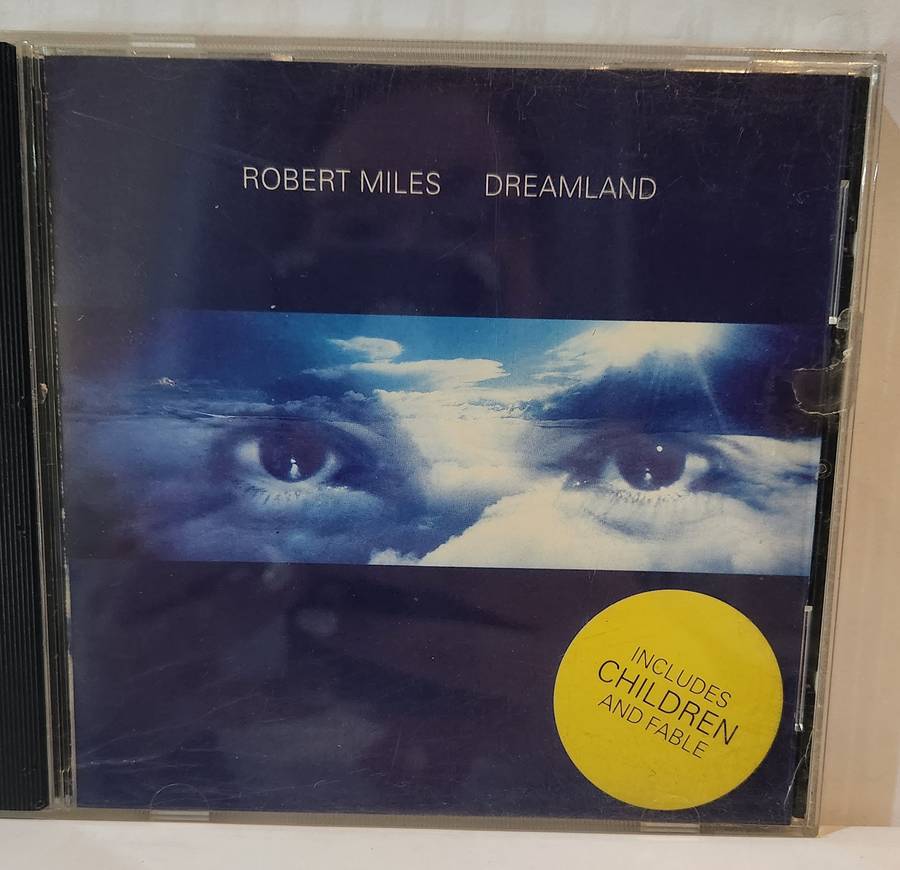 ROBERT MILES DREAMLAND
INCLUDES
CHILDREN
AND FABLE